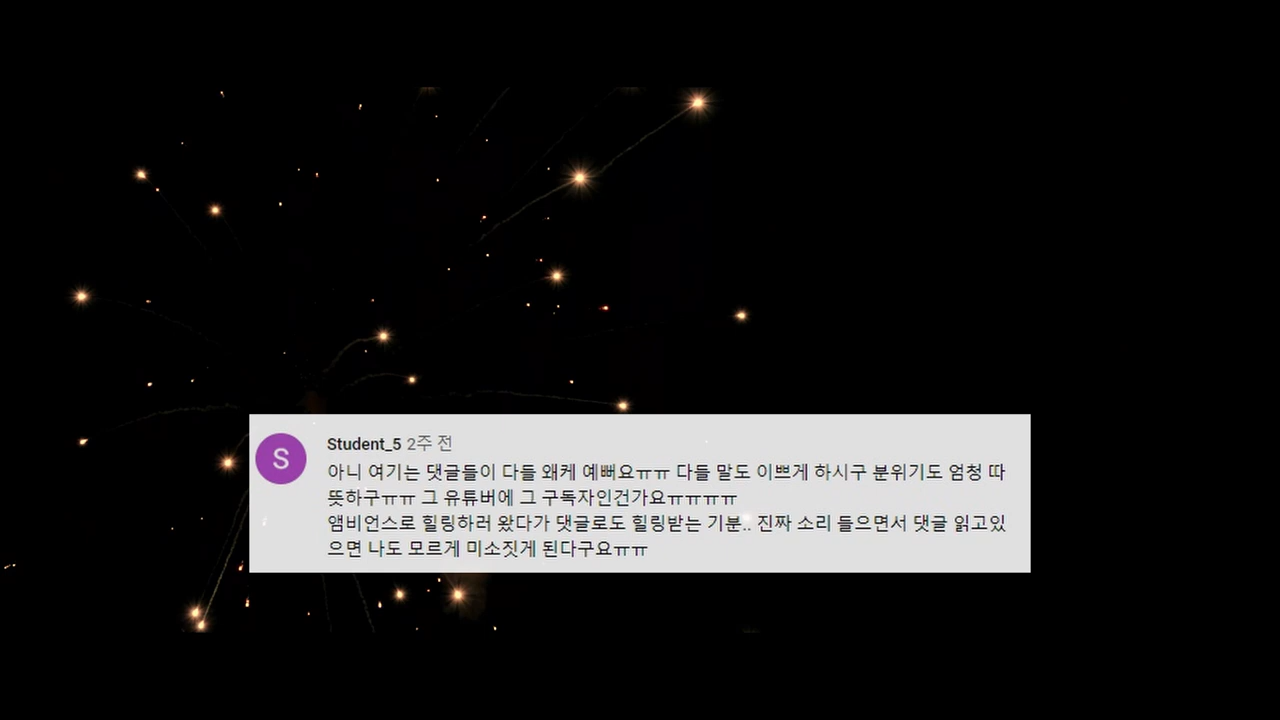 S
Student_5 2주 전
아니 여기는 댓글들이 다들 왜케 예뻐요ㅠㅠ 다들 말도 이쁘게 하시구 분위기도 엄청 따
뜻하구ㅠㅠ 그 유튜버에 그 구독자인건가요ㅠㅠㅠㅠ
앰비언스로 힐링하러 왔다가 댓글로도 힐링받는 기분.. 진짜 소리 들으면서 댓글 읽고있
으면 나도 모르게 미소짓게 된다구요ㅠㅠ